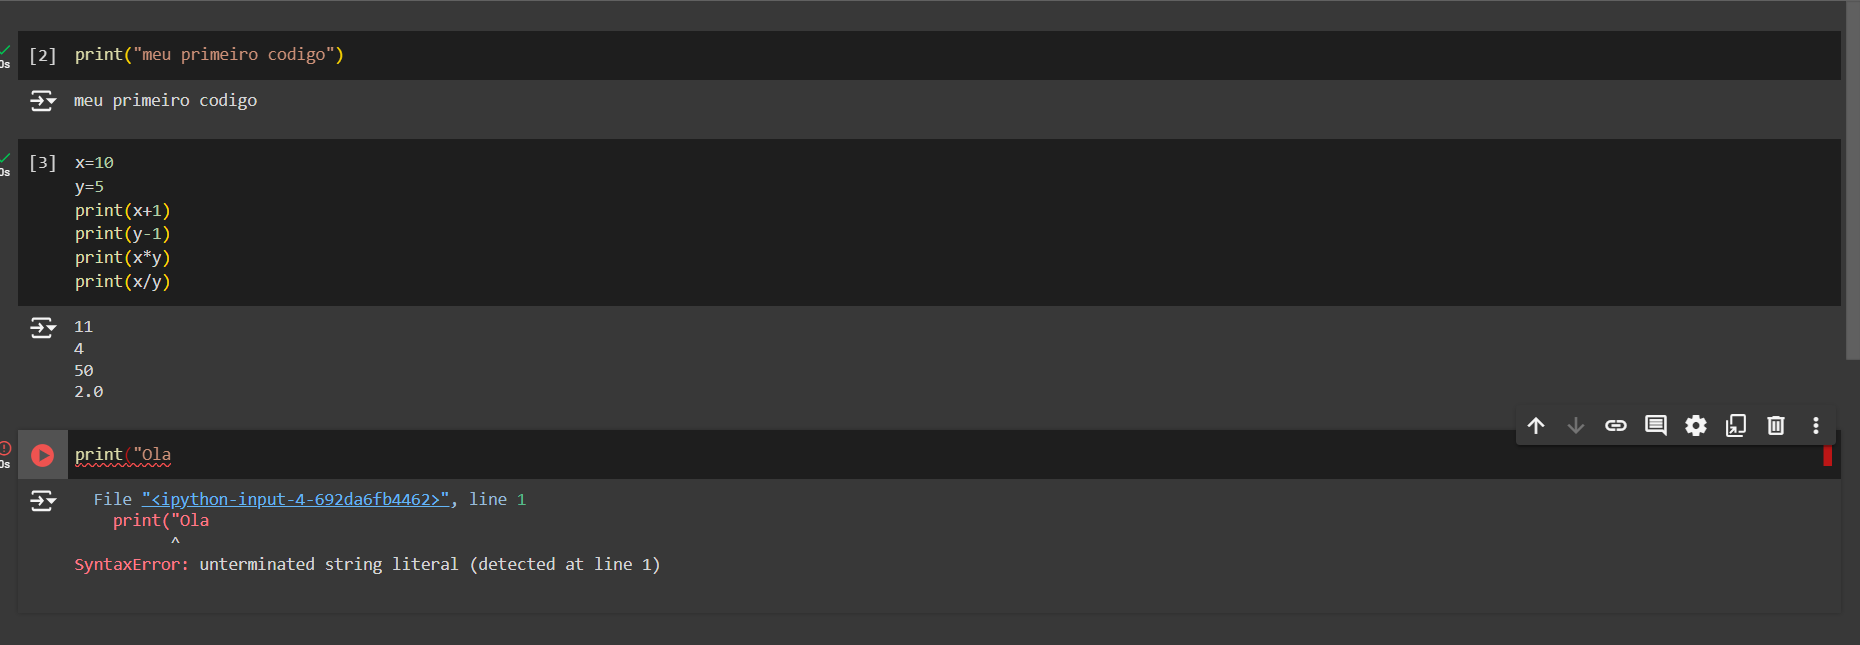 [2] print("meu primeiro codigo")
0s
meu primeiro codigo
[3] x=10
0s
y=5
print(x+1)
print(y-1)
print(x*y)
print(x/y)
11
4
50
2.0
print("Ola
0s
File "<ipython-input-4-692da6fb4462>", line 1
print("Ola
^
SyntaxError: unterminated string literal (detected at line 1)